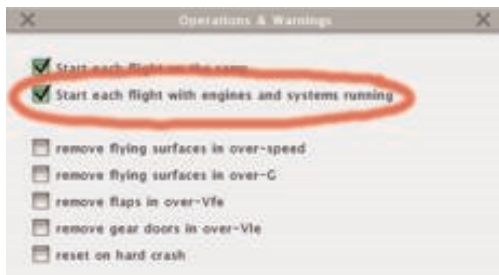 Operations & Warnings
Start each flight on the ramp
Start each flight with engines and systems running
remove flying surfaces in over-speed
remove flying surfaces in over-G
remove flaps in over-Vfe
remove gear doors in over-Vle
reset on hard crash